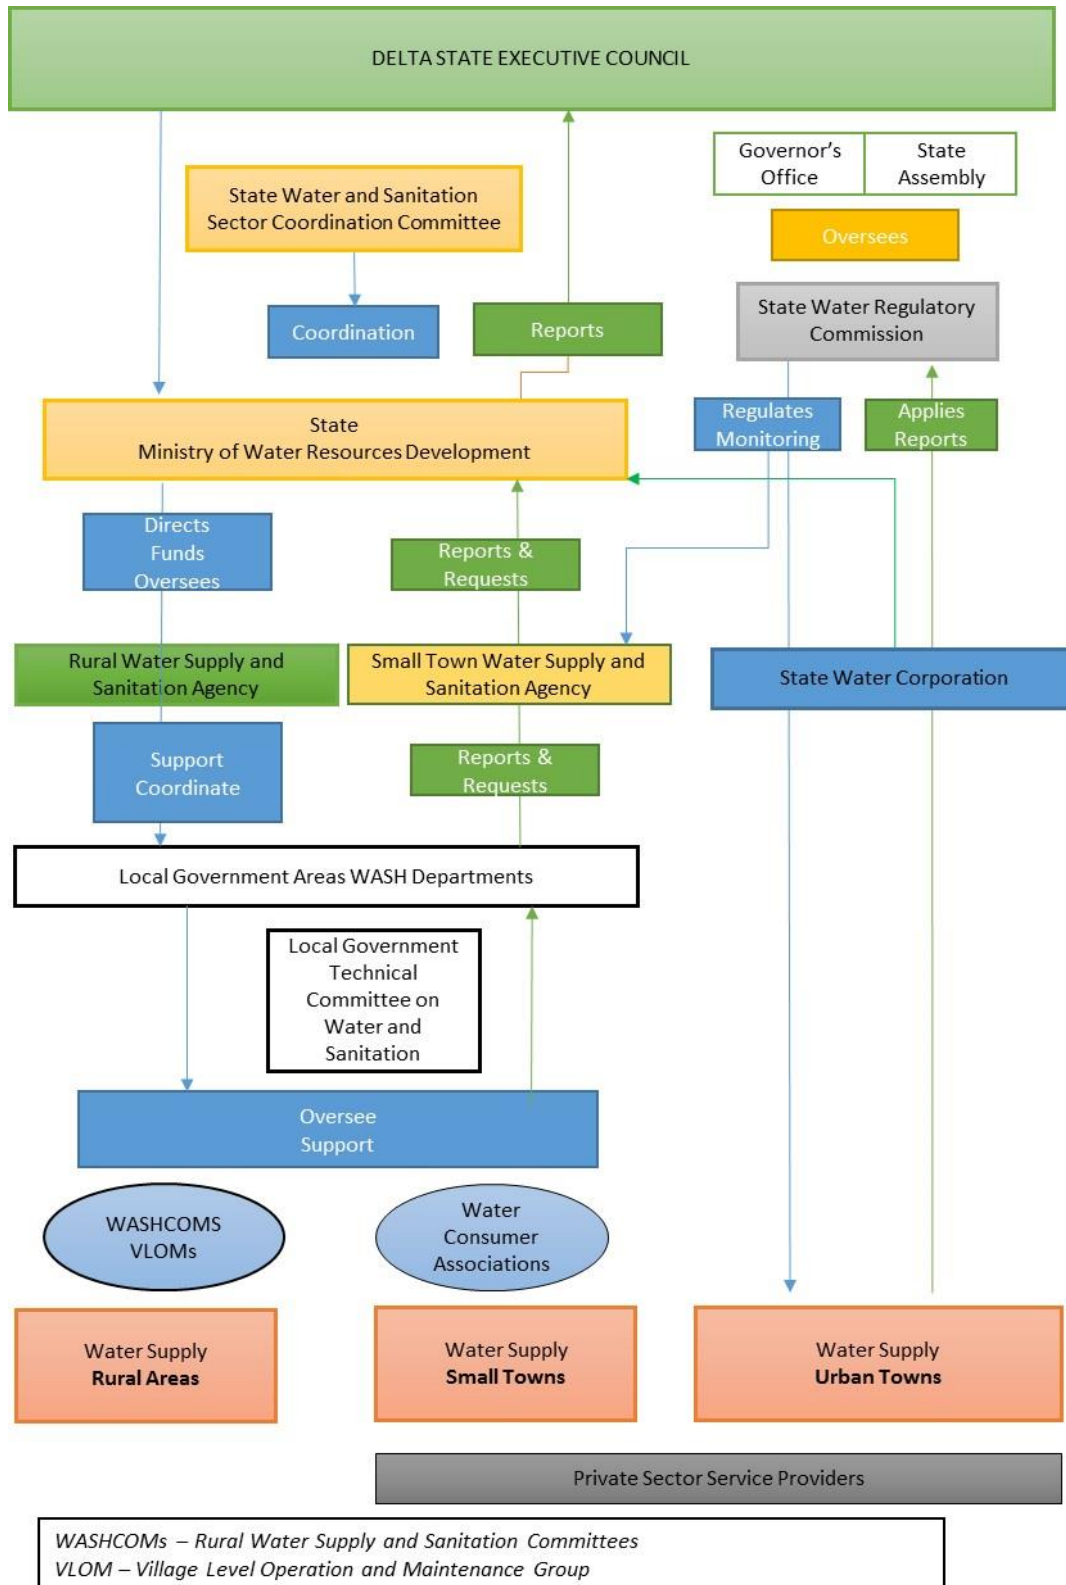 DELTA STATE EXECUTIVE COUNCIL
Governor's
Office
State
Assembly
State Water and Sanitation
Sector Coordination Committee
Oversees
Coordination
Reports
State Water Regulatory
Commission
State
Ministry of Water Resources Development
Regulates
Monitoring
Applies
Reports
Directs
Funds
Oversees
Reports &
Requests
Rural Water Supply and
Sanitation Agency
Small Town Water Supply and
Sanitation Agency
State Water Corporation
Support
Coordinate
Reports &
Requests
Local Government Areas WASH Departments
Local Government
Technical
Committee on
Water and
Sanitation
Oversee
Support
WASHCOMS
VLOMs
Water
Consumer
Associations
Water Supply
Rural Areas
Water Supply
Small Towns
Water Supply
Urban Towns
Private Sector Service Providers
WASHCOMs – Rural Water Supply and Sanitation Committees
VLOM – Village Level Operation and Maintenance Group